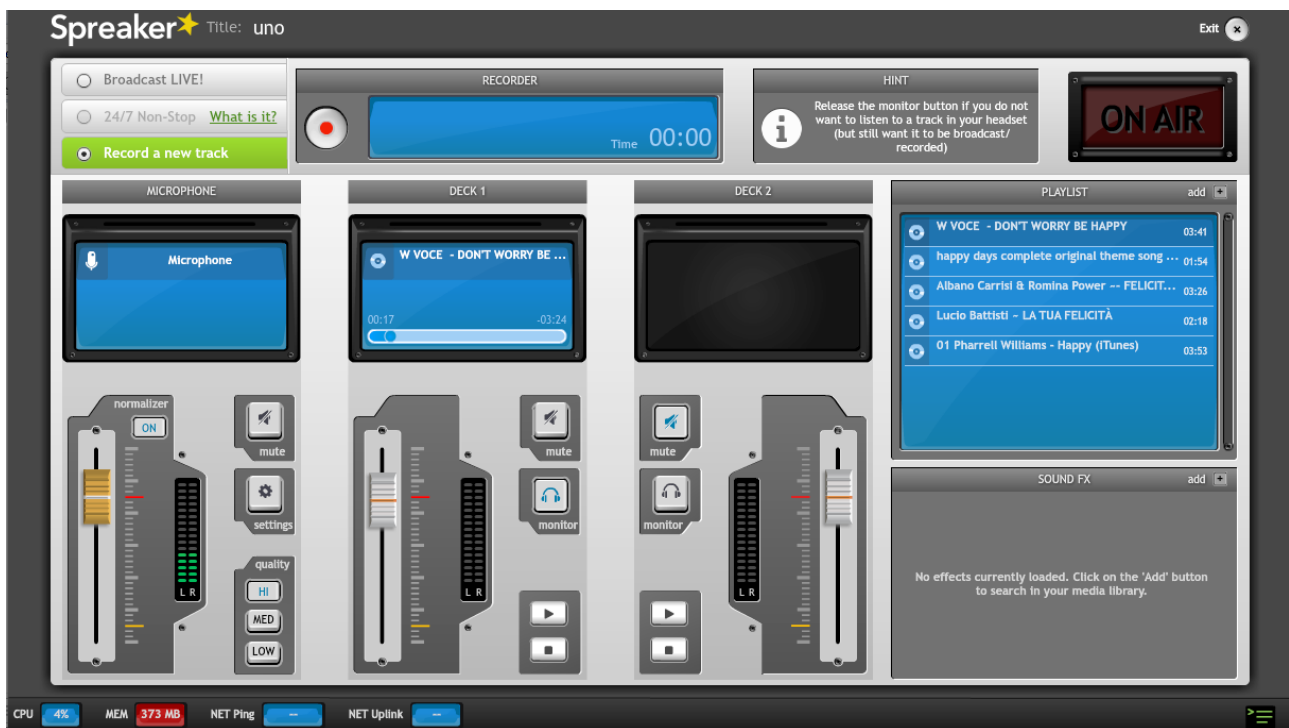 Spreaker Title: uno
Exit
Broadcast LIVE!
24/7 Non-Stop What is it?
Record a new track
RECORDER
Time 00:00
HINT
Release the monitor button if you do not
want to listen to a track in your headset
(but still want it to be broadcast/
recorded)
ON AIR
MICROPHONE
Microphone
normalizer
ON
mute
settings
quality
HI
MED
LOW
L R
DECK 1
W VOCE - DON'T WORRY BE ...
00:17 -03:24
mute
monitor
L R
DECK 2
mute
monitor
L R
PLAYLIST add
W VOCE - DON'T WORRY BE HAPPY 03:41
happy days complete original theme song ... 01:54
Albano Carrisi & Romina Power -- FELICIT... 03:26
Lucio Battisti - LA TUA FELICITÀ 02:18
01 Pharrell Williams - Happy (iTunes) 03:53
SOUND FX add
No effects currently loaded. Click on the 'Add' button
to search in your media library.
CPU 4% MEM 373 MB NET Ping -- NET Uplink --